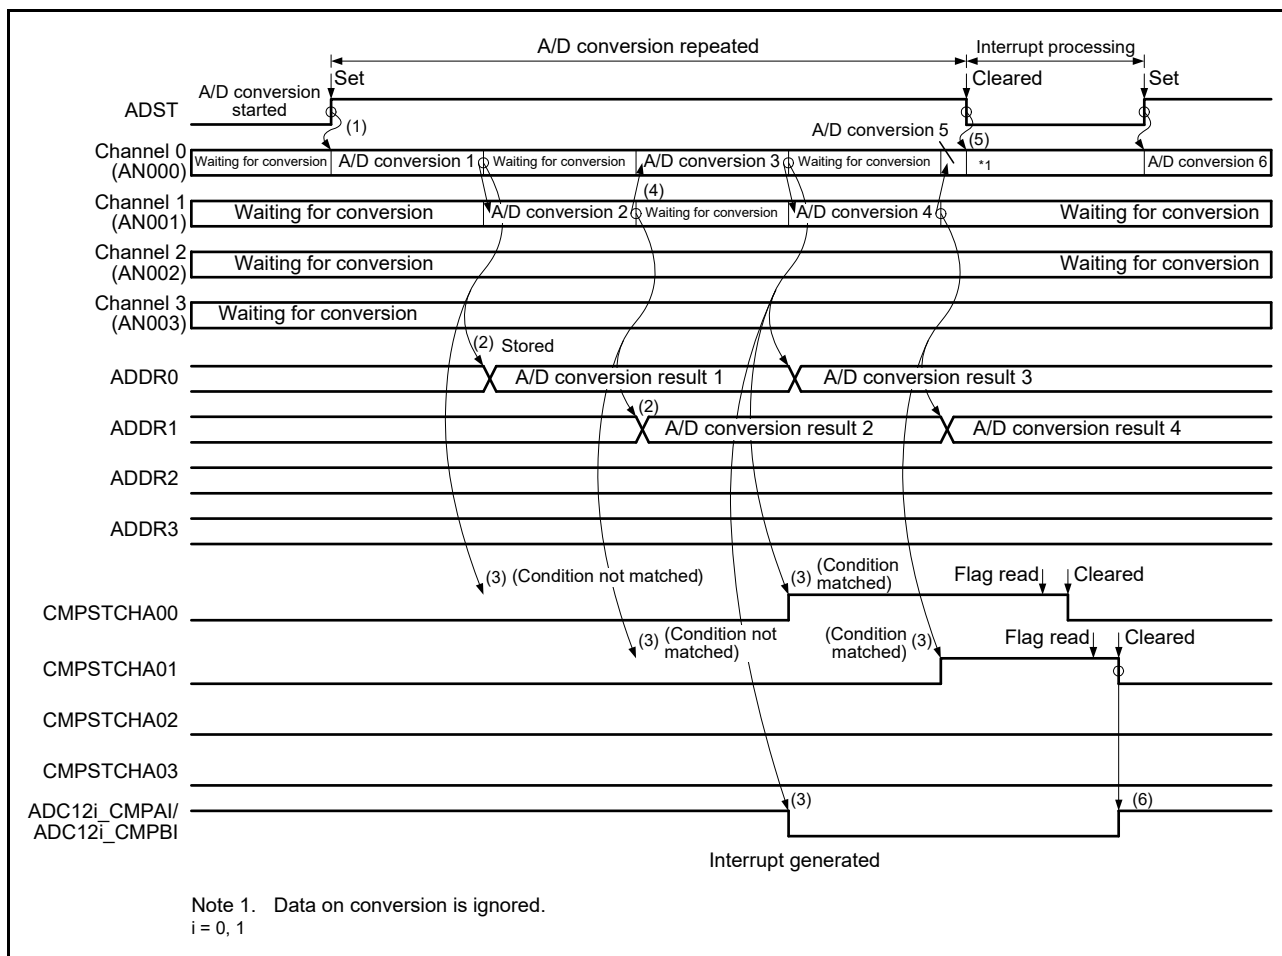 A/D conversion repeated
Interrupt processing
Set
Cleared
Set
A/D conversion
started
ADST
(1)
A/D conversion 5
(5)
Channel 0
(AN000)
Waiting for conversion
A/D conversion 1
Waiting for conversion
A/D conversion 3
Waiting for conversion
*1
A/D conversion 6
(4)
Channel 1
(AN001)
Waiting for conversion
A/D conversion 2
Waiting for conversion
A/D conversion 4
Waiting for conversion
Channel 2
(AN002)
Waiting for conversion
Waiting for conversion
Channel 3
(AN003)
Waiting for conversion
(2) Stored
ADDR0
A/D conversion result 1
A/D conversion result 3
(2)
ADDR1
A/D conversion result 2
A/D conversion result 4
ADDR2
ADDR3
(3) (Condition not matched)
(3) (Condition
matched)
Flag read
Cleared
CMPSTCHA00
(3) (Condition not
matched)
(Condition (3)
matched)
Flag read
Cleared
CMPSTCHA01
CMPSTCHA02
CMPSTCHA03
ADC12i_CMPAI/
ADC12i_CMPBI
(3)
(6)
Interrupt generated
Note 1. Data on conversion is ignored.
i = 0, 1